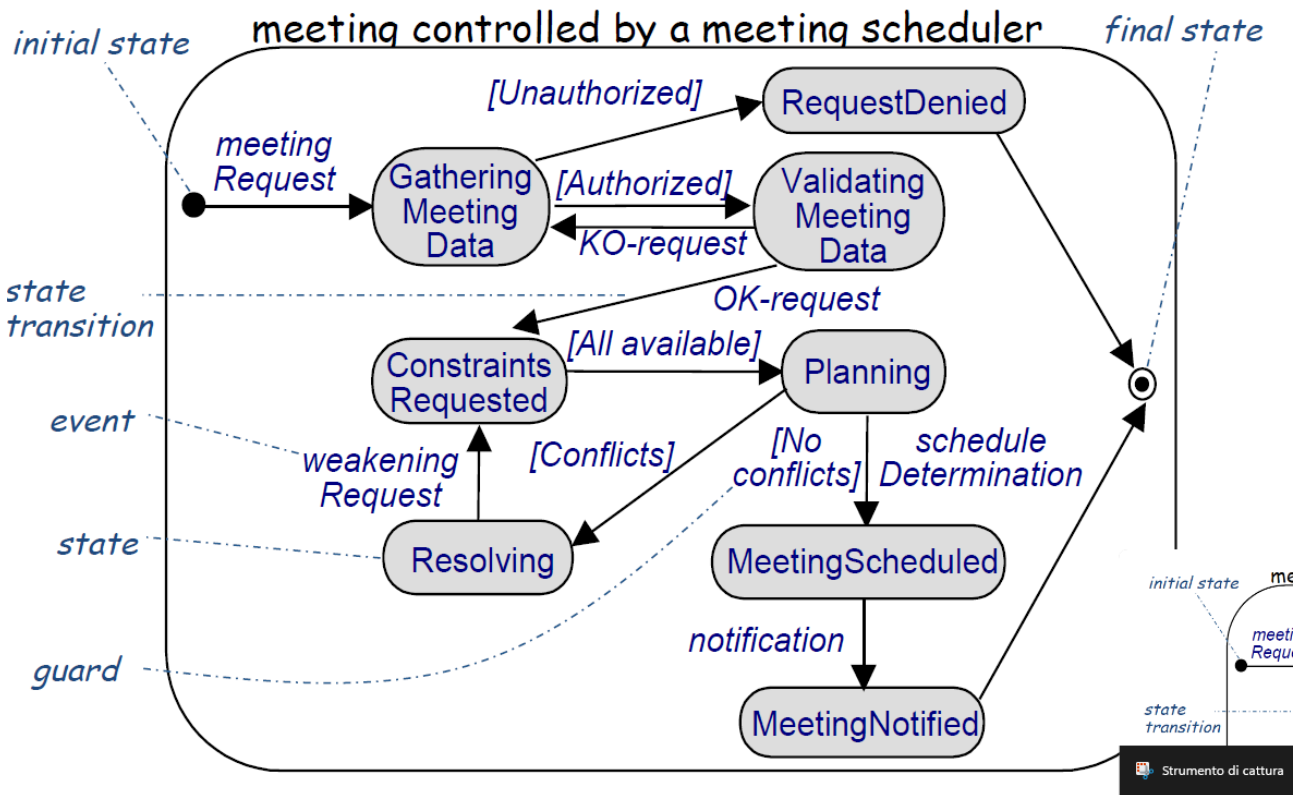 meeting controlled by a meeting scheduler
initial state
final state
[Unauthorized]
RequestDenied
meeting
Request
Gathering
Meeting
Data
[Authorized]
Validating
Meeting
Data
KO-request
state
transition
OK-request
[All available]
Constraints
Requested
Planning
event
weakening
Request
[Conflicts]
[No
conflicts]
schedule
Determination
state
Resolving
MeetingScheduled
guard
notification
MeetingNotified
initial state
state
transition
Strumento di cattura